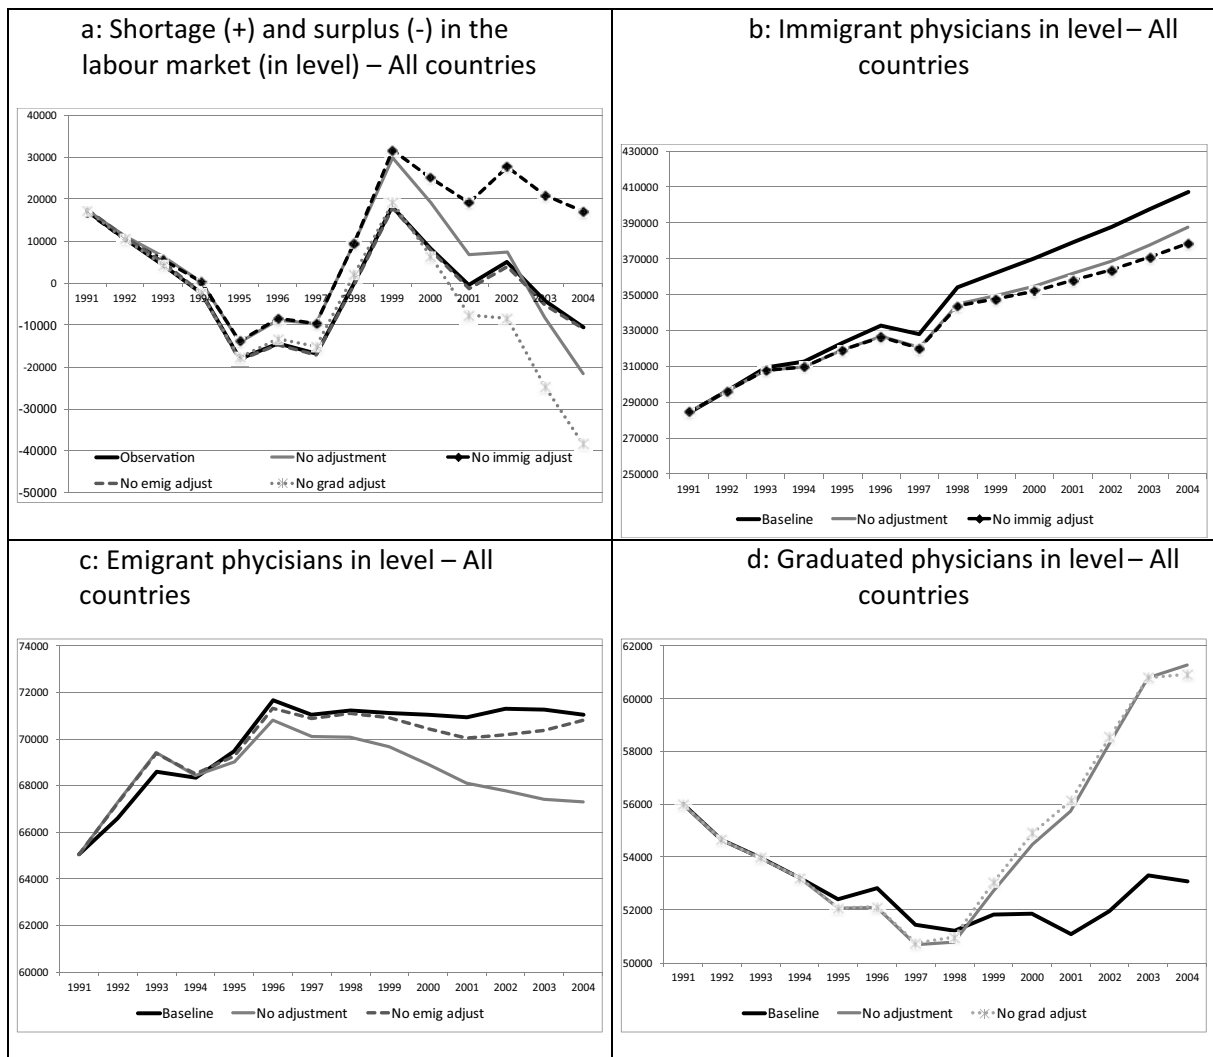 a: Shortage (+) and surplus (-) in the
labour market (in level) – All countries
40000
30000
20000
10000
0
1991 1992 1993 1994 1995 1996 1997 1998 1999 2000 2001 2002 2003 2004
-10000
-20000
-30000
-40000
Observation No adjustment No immig adjust
No emig adjust No grad adjust
-50000
b: Immigrant physicians in level – All
countries
430000
410000
390000
370000
350000
330000
310000
290000
270000
250000
1991 1992 1993 1994 1995 1996 1997 1998 1999 2000 2001 2002 2004
Baseline No adjustment No immig adjust
c: Emigrant phycisians in level – All
countries
74000
72000
70000
68000
66000
64000
62000
60000
1991 1992 1993 1994 1995 1996 1997 1998 1999 2000 2001 2002 2003 2004
Baseline No adjustment No emig adjust
d: Graduated physicians in level – All
countries
62000
60000
58000
56000
54000
52000
50000
1991 1992 1993 1994 1995 1996 1997 1998 1999 2000 2001 2002 2003 2004
Baseline No adjustment No grad adjust